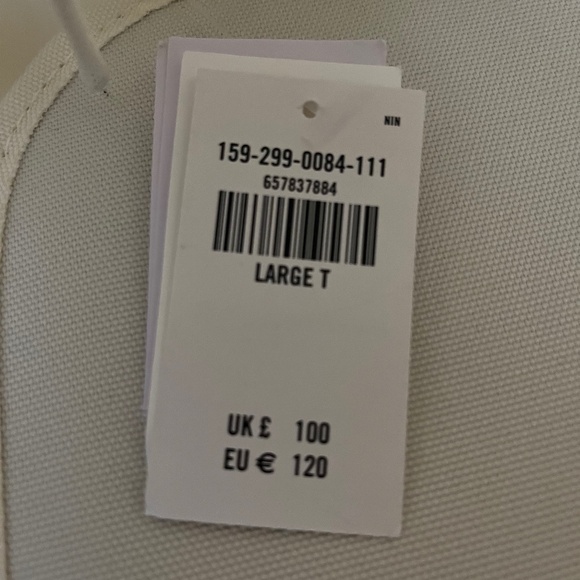 NIN
159-299-0084-111
657837884
LARGE T
UK £ 100
EU € 120